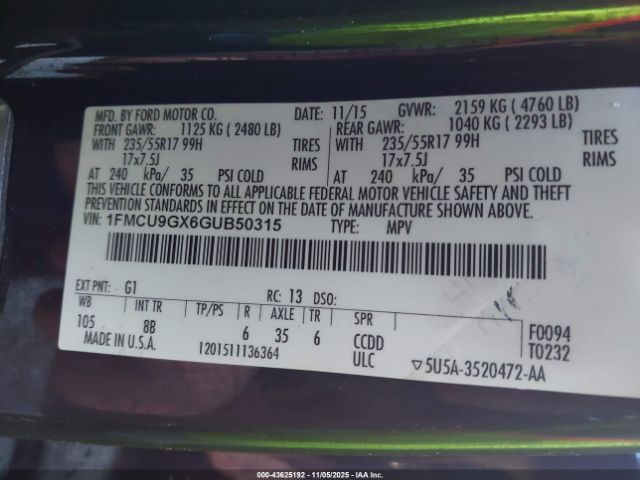 MFD. BY FORD MOTOR CO. DATE: 11/15 GVWR: 2159 KG ( 4760 LB)
FRONT GAWR: 1125 KG ( 2480 LB) REAR GAWR: 1040 KG ( 2293 LB)
WITH 235/55R17 99H TIRES WITH 235/55R17 99H TIRES
17x7.5J RIMS 17x7.5J RIMS
AT 240 kPa/ 35 PSI COLD AT 240 kPa/ 35 PSI COLD
THIS VEHICLE CONFORMS TO ALL APPLICABLE FEDERAL MOTOR VEHICLE SAFETY AND THEFT
PREVENTION STANDARDS IN EFFECT ON THE DATE OF MANUFACTURE SHOWN ABOVE.
VIN: 1FMCU9GX6GUB50315 TYPE: MPV
EXT PNT: G1 RC: 13 DSO:
WB INT TR TP/PS R AXLE TR SPR
105 8B 6 35 6 CCDD F0094
MADE IN U.S.A. 1201511136364 ULC T0232
▽5U5A-3520472-AA
© IAA 00-43625192 - 11/05/2025 - IAAI.COM